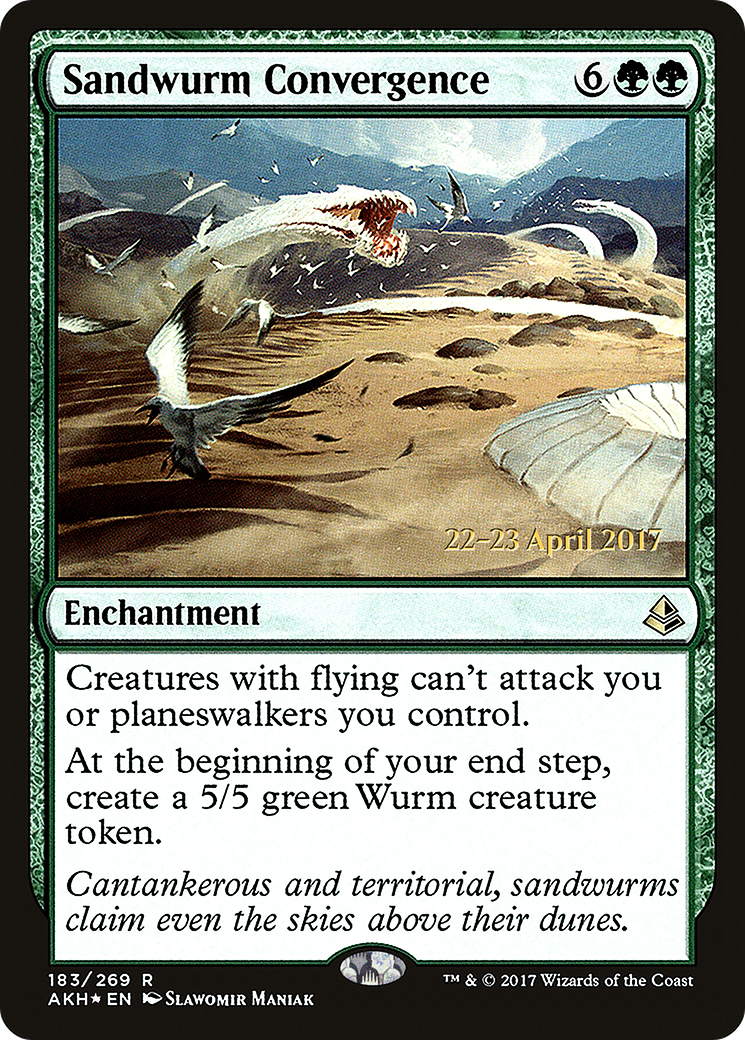 Sandwurm Convergence 6
22–23 April 2017
Enchantment
Creatures with flying can't attack you
or planeswalkers you control.
At the beginning of your end step,
create a 5/5 green Wurm creature
token.
Cantankerous and territorial, sandwurms
claim even the skies above their dunes.
183/269 R
AKH★EN Slawomir Maniak
™ & © 2017 Wizards of the Coast